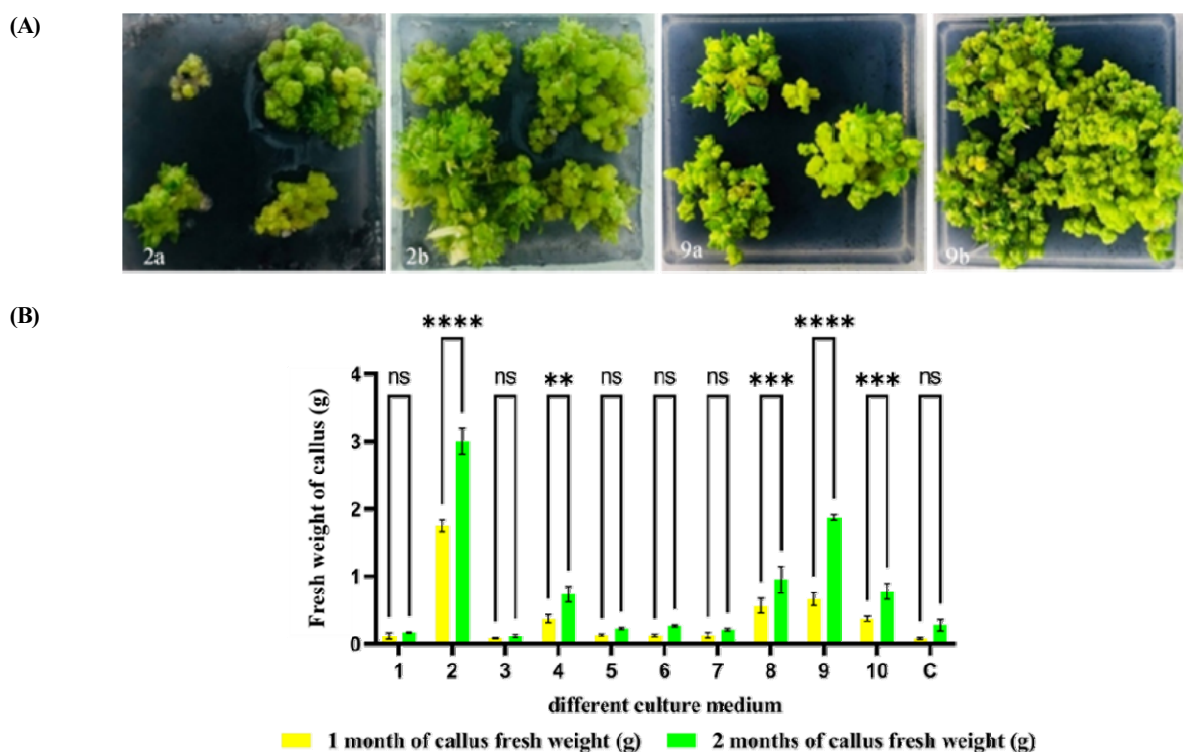 (A)
2a 2b 9a 9b
(B)
**** ****
ns ns ** ns ns ns *** *** ns
Fresh weight of callus (g)
4
3
2
1
0
1 2 3 4 5 6 7 8 9 10 C
different culture medium
1 month of callus fresh weight (g) 2 months of callus fresh weight (g)